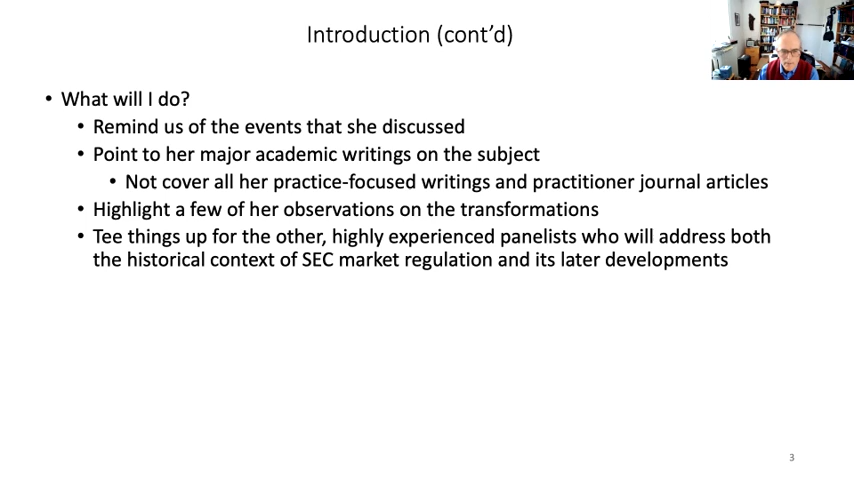 Introduction (cont’d)
• What will I do?
• Remind us of the events that she discussed
• Point to her major academic writings on the subject
• Not cover all her practice-focused writings and practitioner journal articles
• Highlight a few of her observations on the transformations
• Tee things up for the other, highly experienced panelists who will address both
the historical context of SEC market regulation and its later developments
3